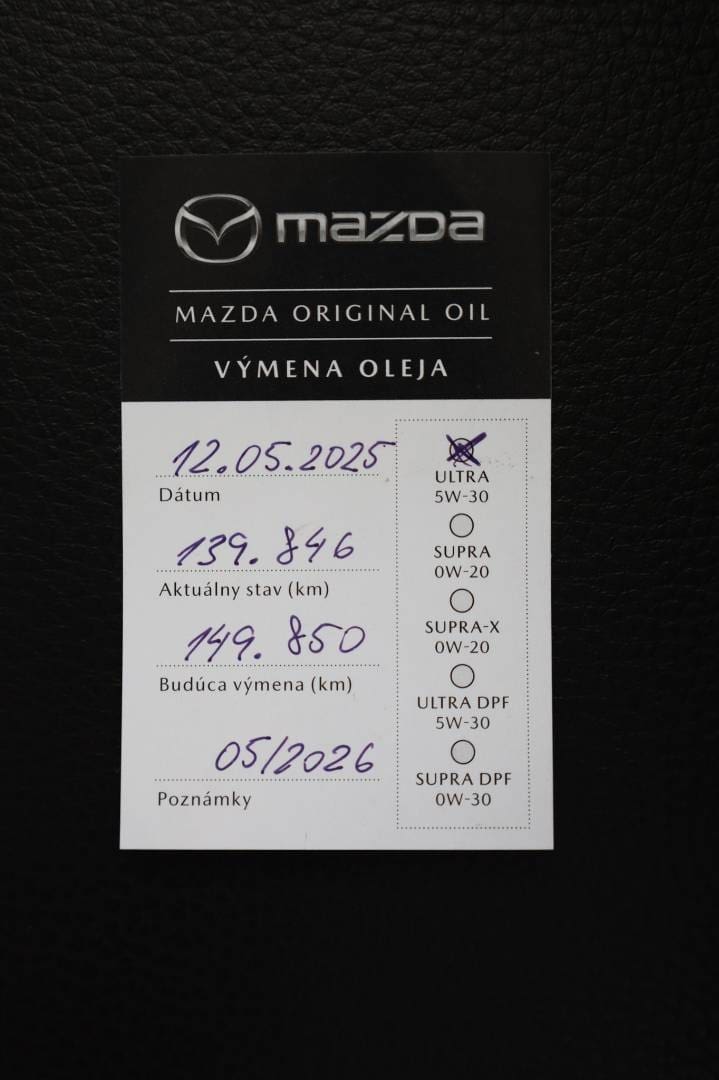 mazda
MAZDA ORIGINAL OIL
VÝMENA OLEJA
12.05.2025
Dátum
139.846
Aktuálny stav (km)
149.850
Budúca výmena (km)
05/2026
Poznámky
ULTRA
5W-30
SUPRA
0W-20
SUPRA-X
0W-20
ULTRA DPF
5W-30
SUPRA DPF
0W-30